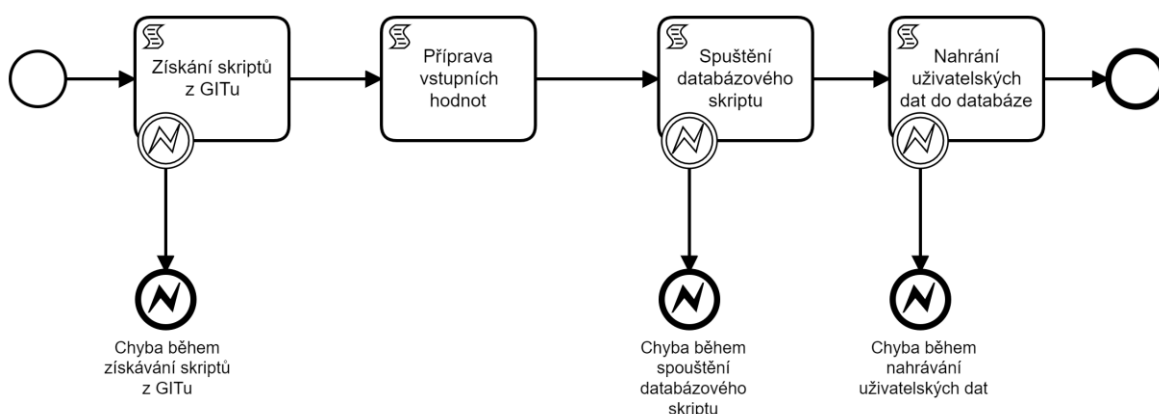 Získání skriptů
z GITu
Příprava
vstupních
hodnot
Spuštění
databázového
skriptu
Nahrání
uživatelských
dat do databáze
Chyba během
získávání skriptů
z GITu
Chyba během
spouštění
databázového
skriptu
Chyba během
nahrávání
uživatelských dat